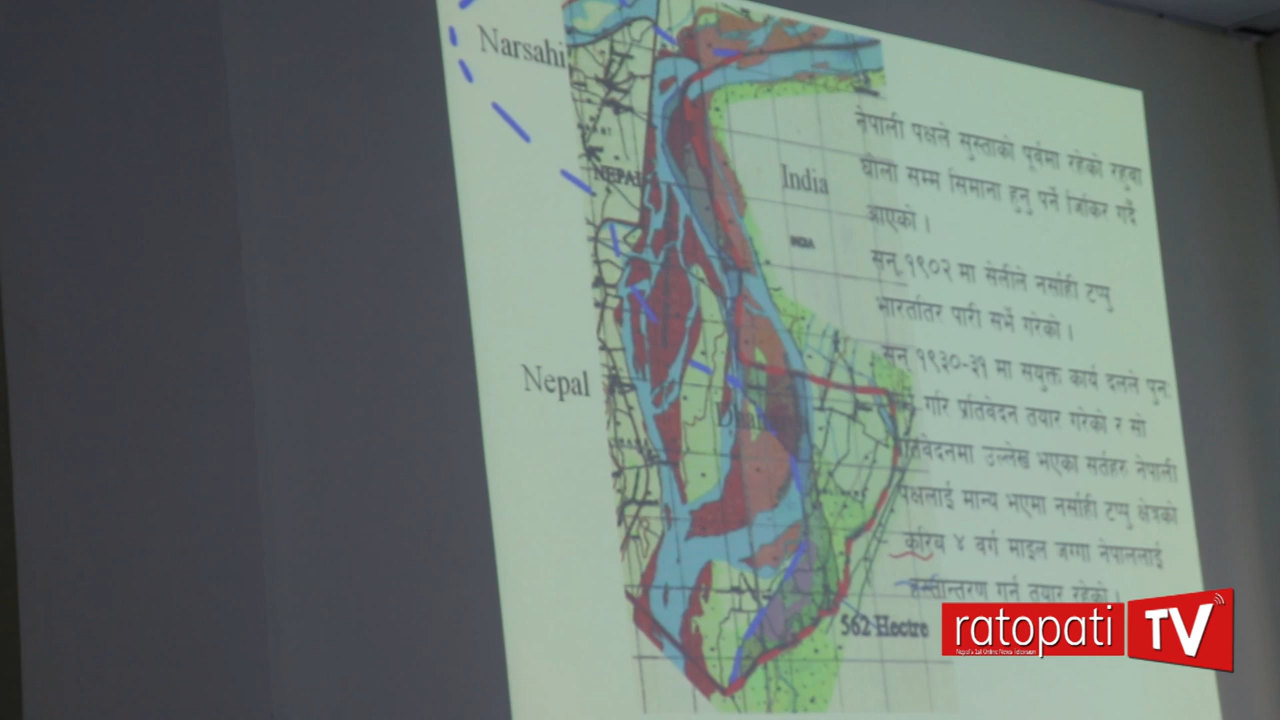 Narsahi
NEPAL
India
INDIA
Nepal
नेपाली पक्षले सुस्ताको पूर्वमा रहेको रहुवा
घोला सम्म सिमाना हुनु पर्ने जिकिर गर्दै
आएको ।
सन् १९०२ मा सेलीले नर्साही टप्पु
भारततिर पारी सर्भे गरेको ।
सन् १९३०-३१ मा सयुक्त कार्य दलले पुन:
गरि प्रतिवेदन तयार गरेको र सो
प्रतिवेदनमा उल्लेख भएका सर्तहरु नेपाली
पक्षलाई मान्य भएमा नर्साही टप्पु क्षेत्रको
करिब ४ वर्ग माइल जग्गा नेपाललाई
हस्तान्तरण गर्न तयार रहेको ।
562 Hectre
ratopati TV